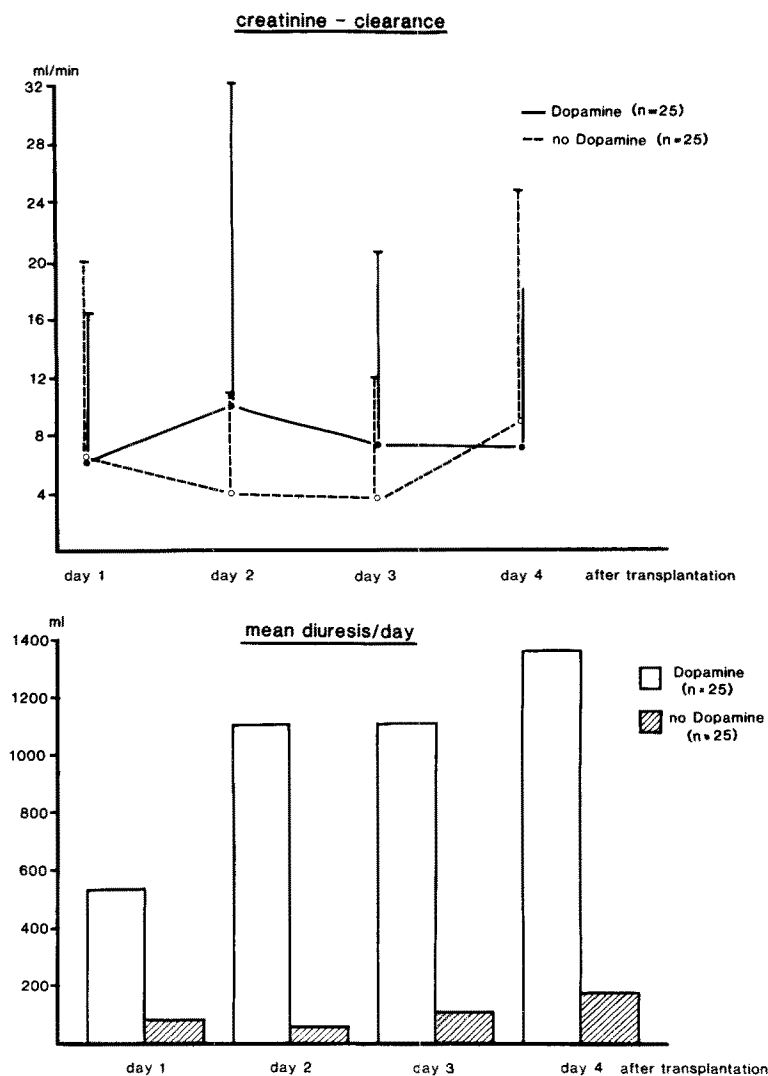 creatinine - clearance
ml/min
32
28
24
20
16
12
8
4
Dopamine (n=25)
no Dopamine (n=25)
day 1 day 2 day 3 day 4 after transplantation
mean diuresis/day
ml
1400
1200
1000
800
600
400
200
Dopamine
(n=25)
no Dopamine
(n=25)
day 1 day 2 day 3 day 4 after transplantation